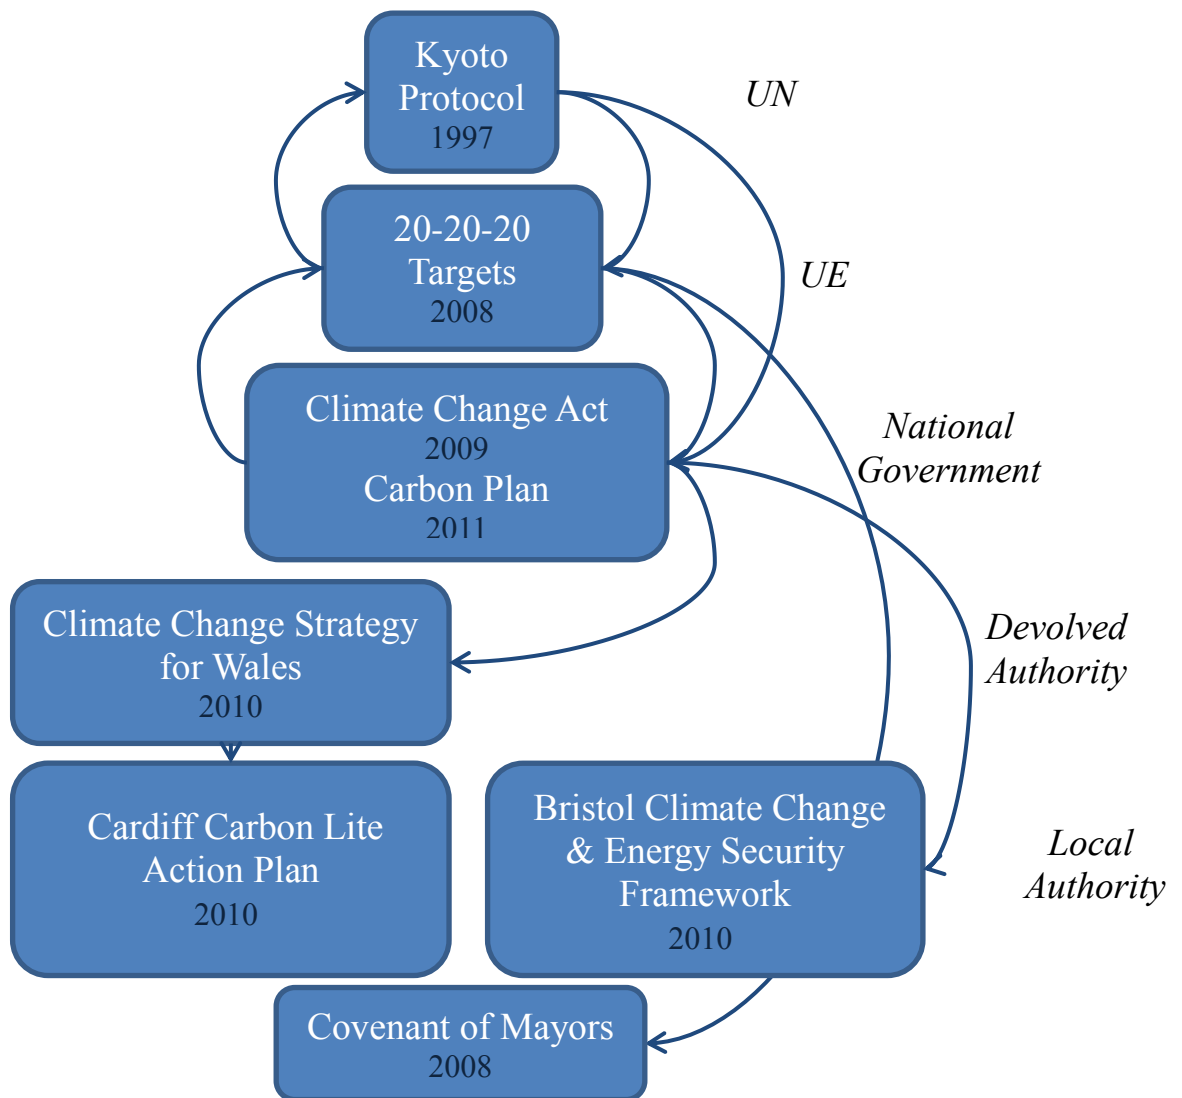 Kyoto
Protocol
1997
UN
20-20-20
Targets
2008
UE
Climate Change Act
2009
Carbon Plan
2011
National
Government
Climate Change Strategy
for Wales
2010
Devolved
Authority
Cardiff Carbon Lite
Action Plan
2010
Bristol Climate Change
& Energy Security
Framework
2010
Local
Authority
Covenant of Mayors
2008